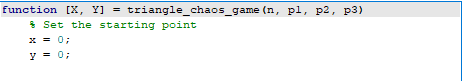 function [X, Y] = triangle_chaos_game(n, p1, p2, p3)
% Set the starting point
x = 0;
y = 0;